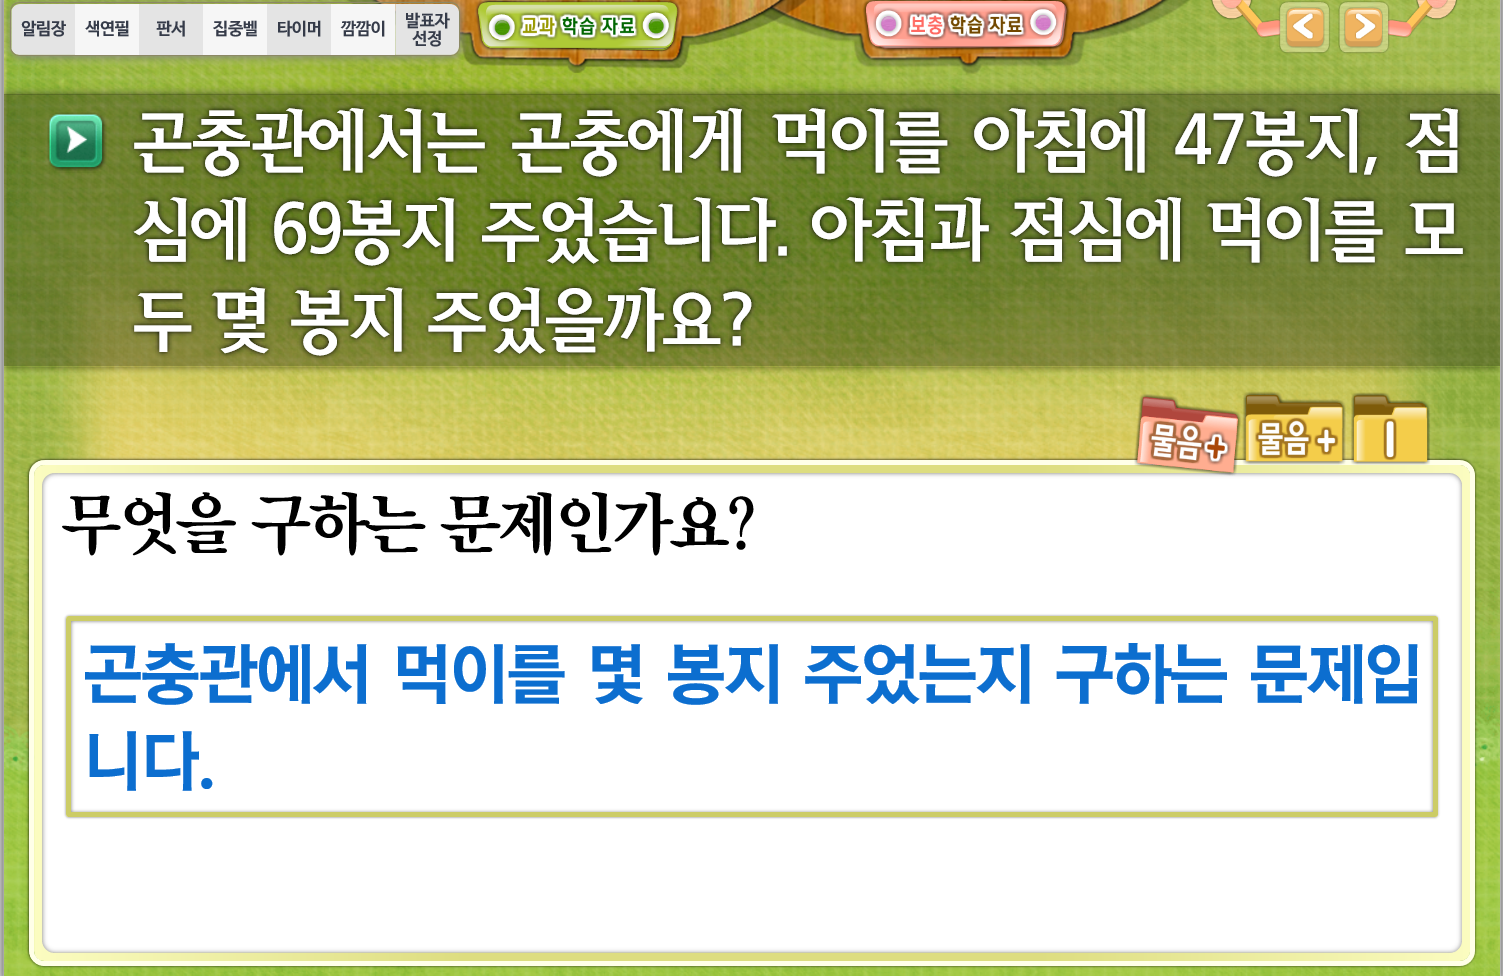 알림장 색연필 판서 집중벨 타이머 깜깜이 발표자 선정
교과 학습 자료
보충 학습 자료
곤충관에서는 곤충에게 먹이를 아침에 47봉지, 점
심에 69봉지 주었습니다. 아침과 점심에 먹이를 모
두 몇 봉지 주었을까요?
물음+ 물음+ 1
무엇을 구하는 문제인가요?
곤충관에서 먹이를 몇 봉지 주었는지 구하는 문제입
니다.